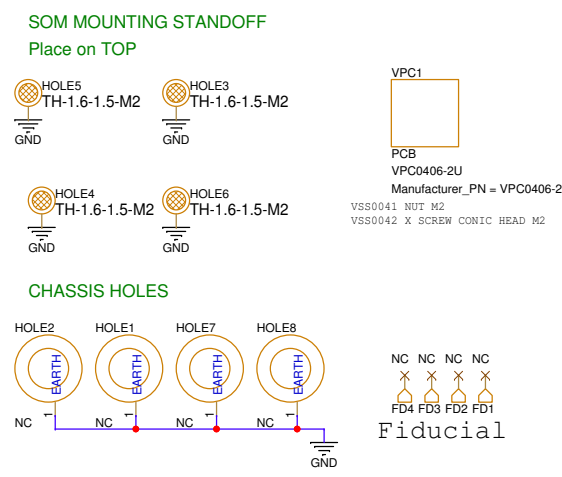 SOM MOUNTING STANDOFF
Place on TOP
HOLE5
TH-1.6-1.5-M2
GND
HOLE3
TH-1.6-1.5-M2
GND
VPC1
PCB
VPC0406-2U
Manufacturer_PN = VPC0406-2
VSS0041 NUT M2
VSS0042 X SCREW CONIC HEAD M2
HOLE4
TH-1.6-1.5-M2
GND
HOLE6
TH-1.6-1.5-M2
GND
CHASSIS HOLES
HOLE2
EARTH
NC
1
HOLE1
EARTH
NC
1
HOLE7
EARTH
NC
1
HOLE8
EARTH
NC
1
GND
NC NC NC NC
FD4 FD3 FD2 FD1
Fiducial